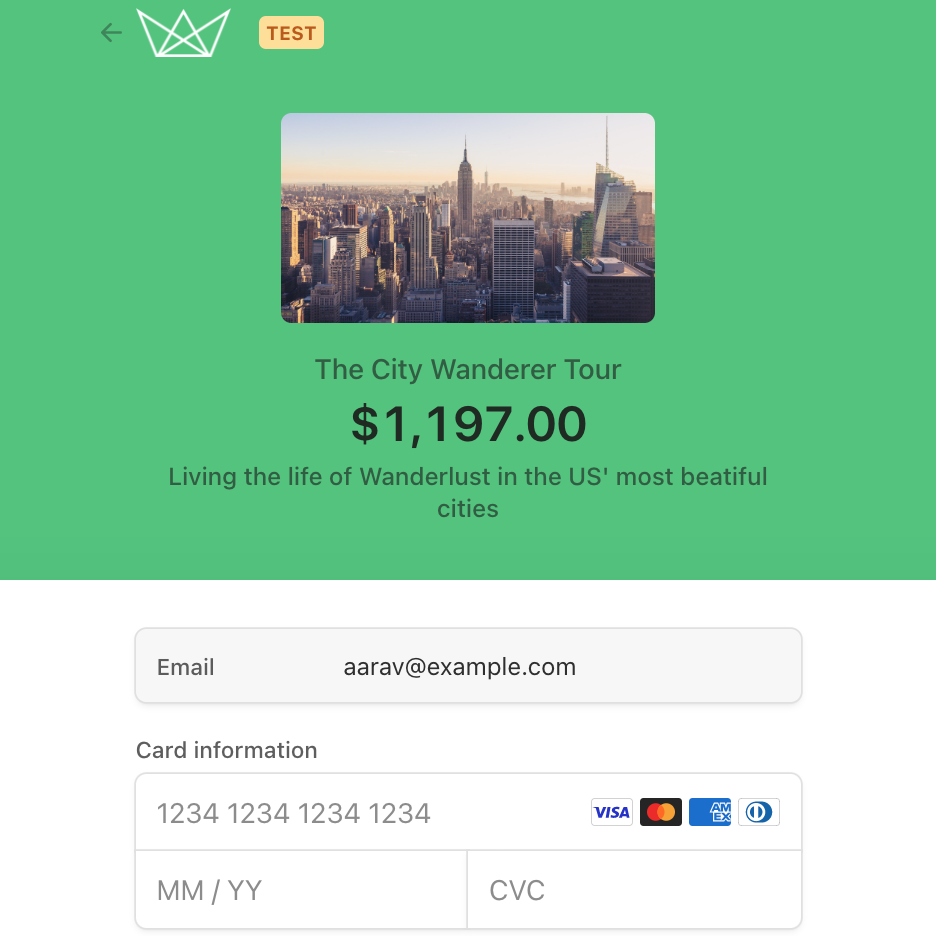 TEST
The City Wanderer Tour
$1,197.00
Living the life of Wanderlust in the US' most beatiful
cities
Email aarav@example.com
Card information
1234 1234 1234 1234 VISA AM EX
MM / YY CVC